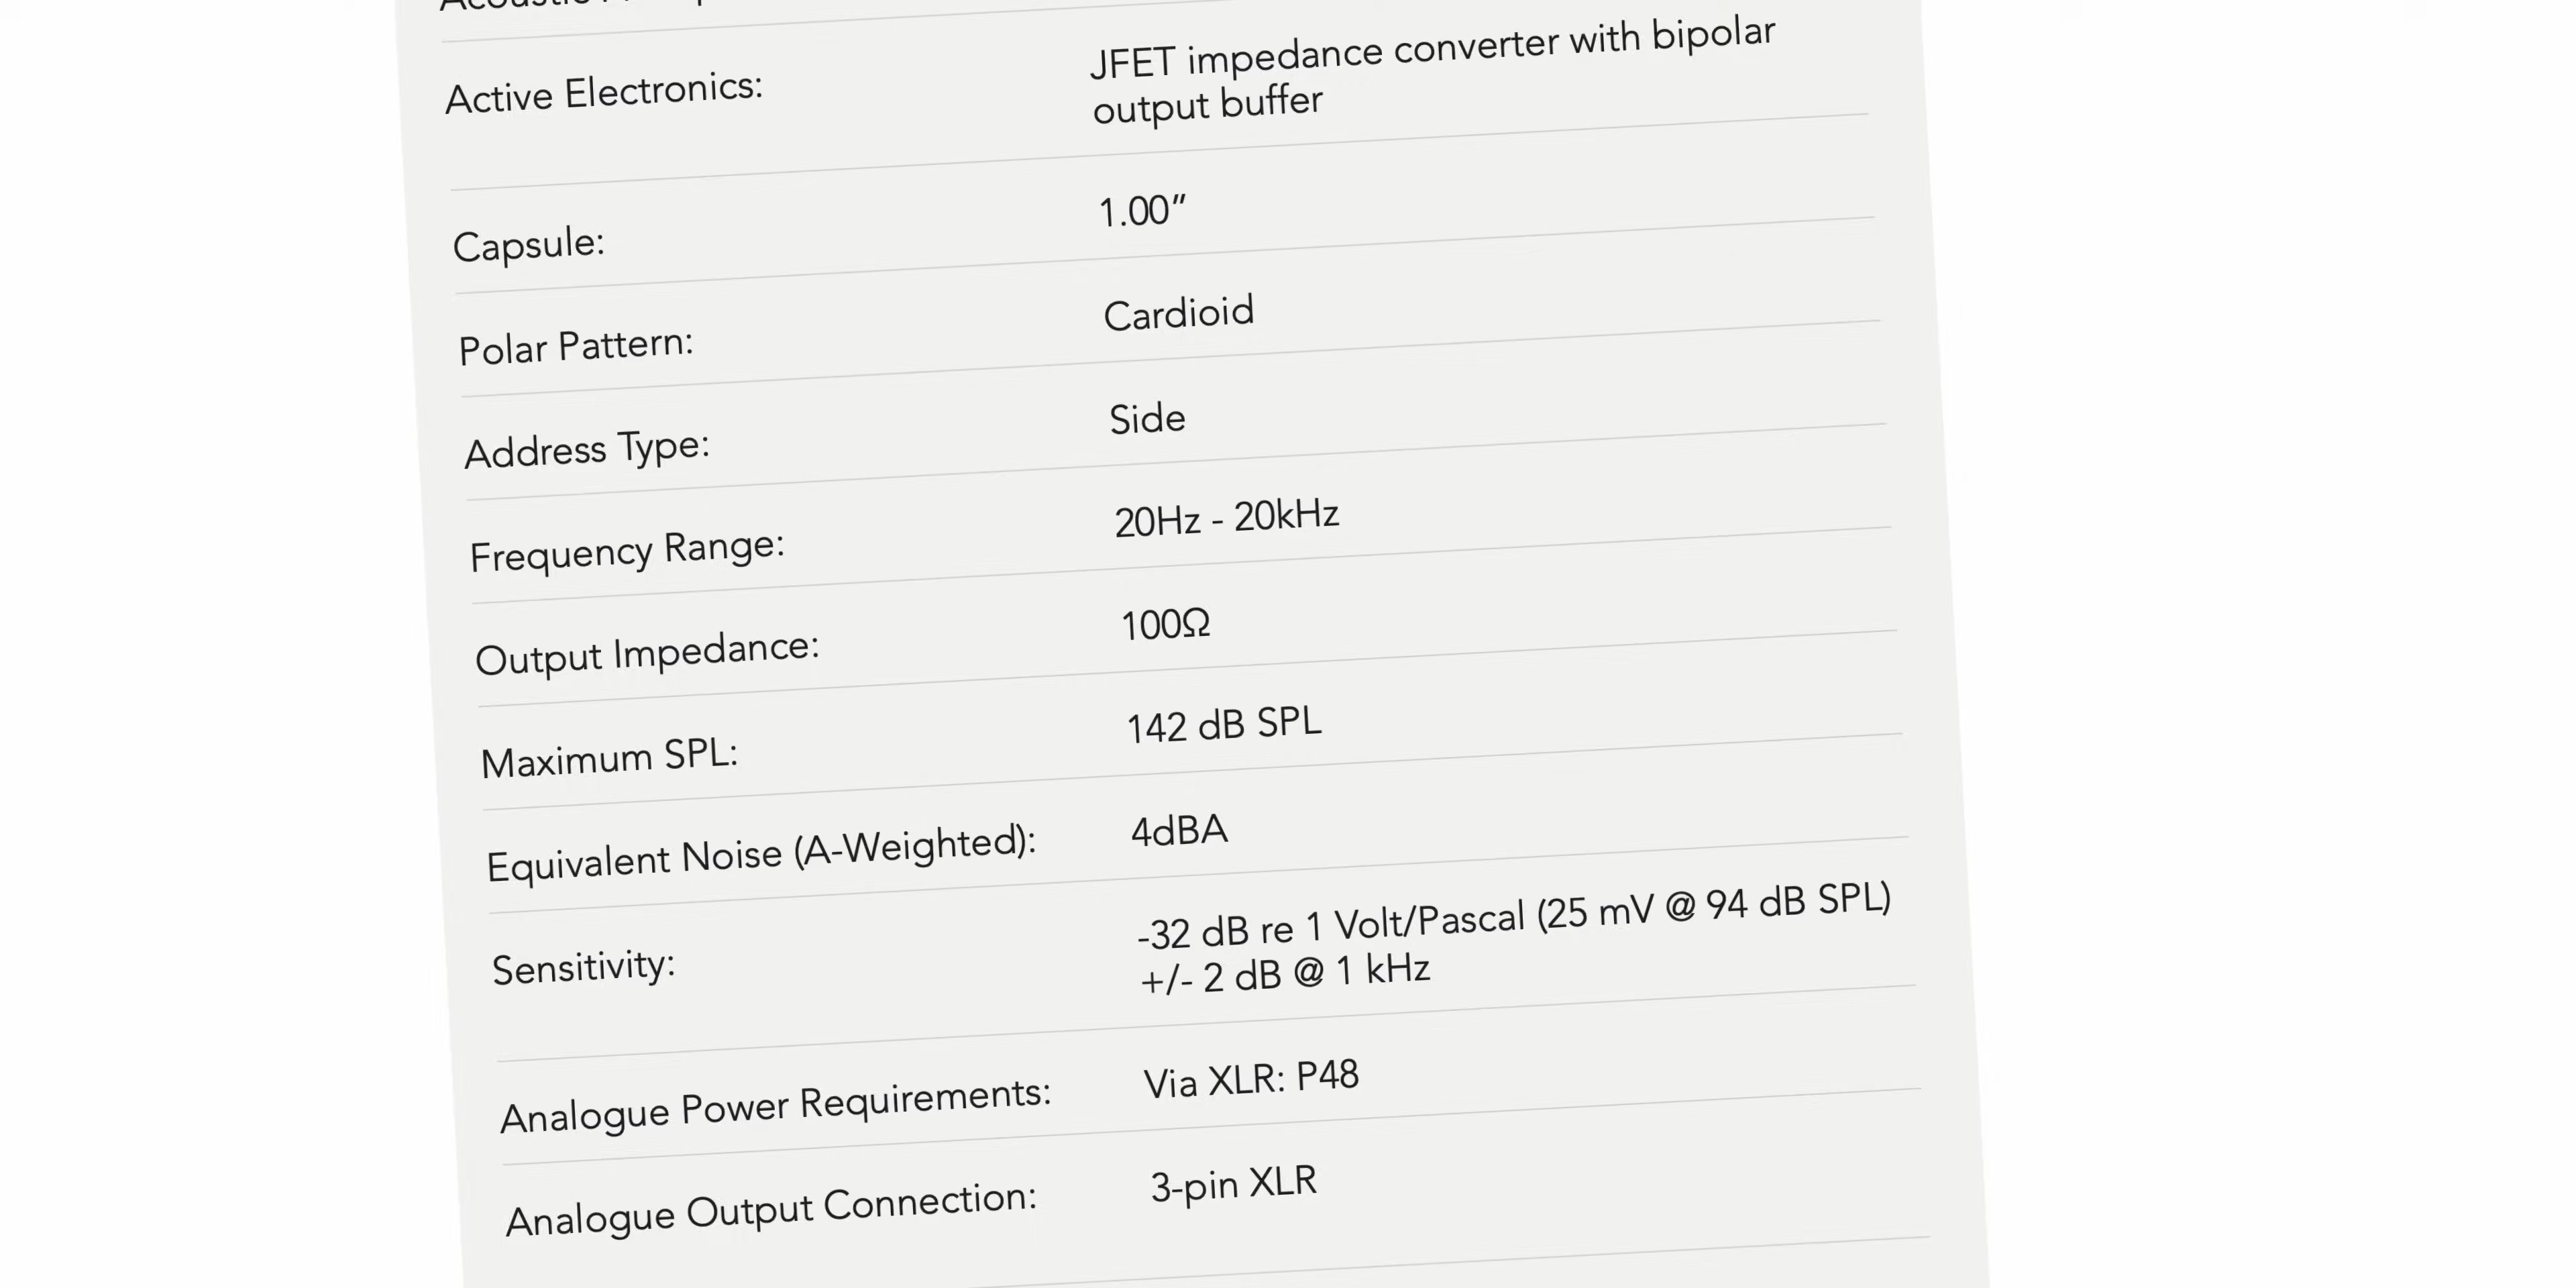 Active Electronics:
JFET impedance converter with bipolar
output buffer
Capsule:
1.00″
Polar Pattern:
Cardioid
Address Type:
Side
Frequency Range:
20Hz - 20kHz
Output Impedance:
100Ω
Maximum SPL:
142 dB SPL
Equivalent Noise (A-Weighted):
4dBA
Sensitivity:
-32 dB re 1 Volt/Pascal (25 mV @ 94 dB SPL)
+/- 2 dB @ 1 kHz
Analogue Power Requirements:
Via XLR: P48
Analogue Output Connection:
3-pin XLR